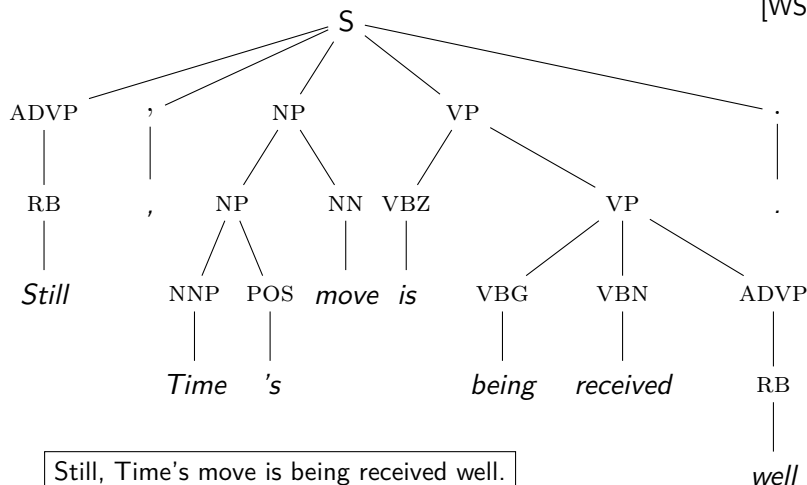 [WS
S
ADVP , NP VP .
RB , NP NN VBZ VP .
Still NNP POS move is VBG VBN ADVP
Time 's being received RB
Still, Time's move is being received well.
well